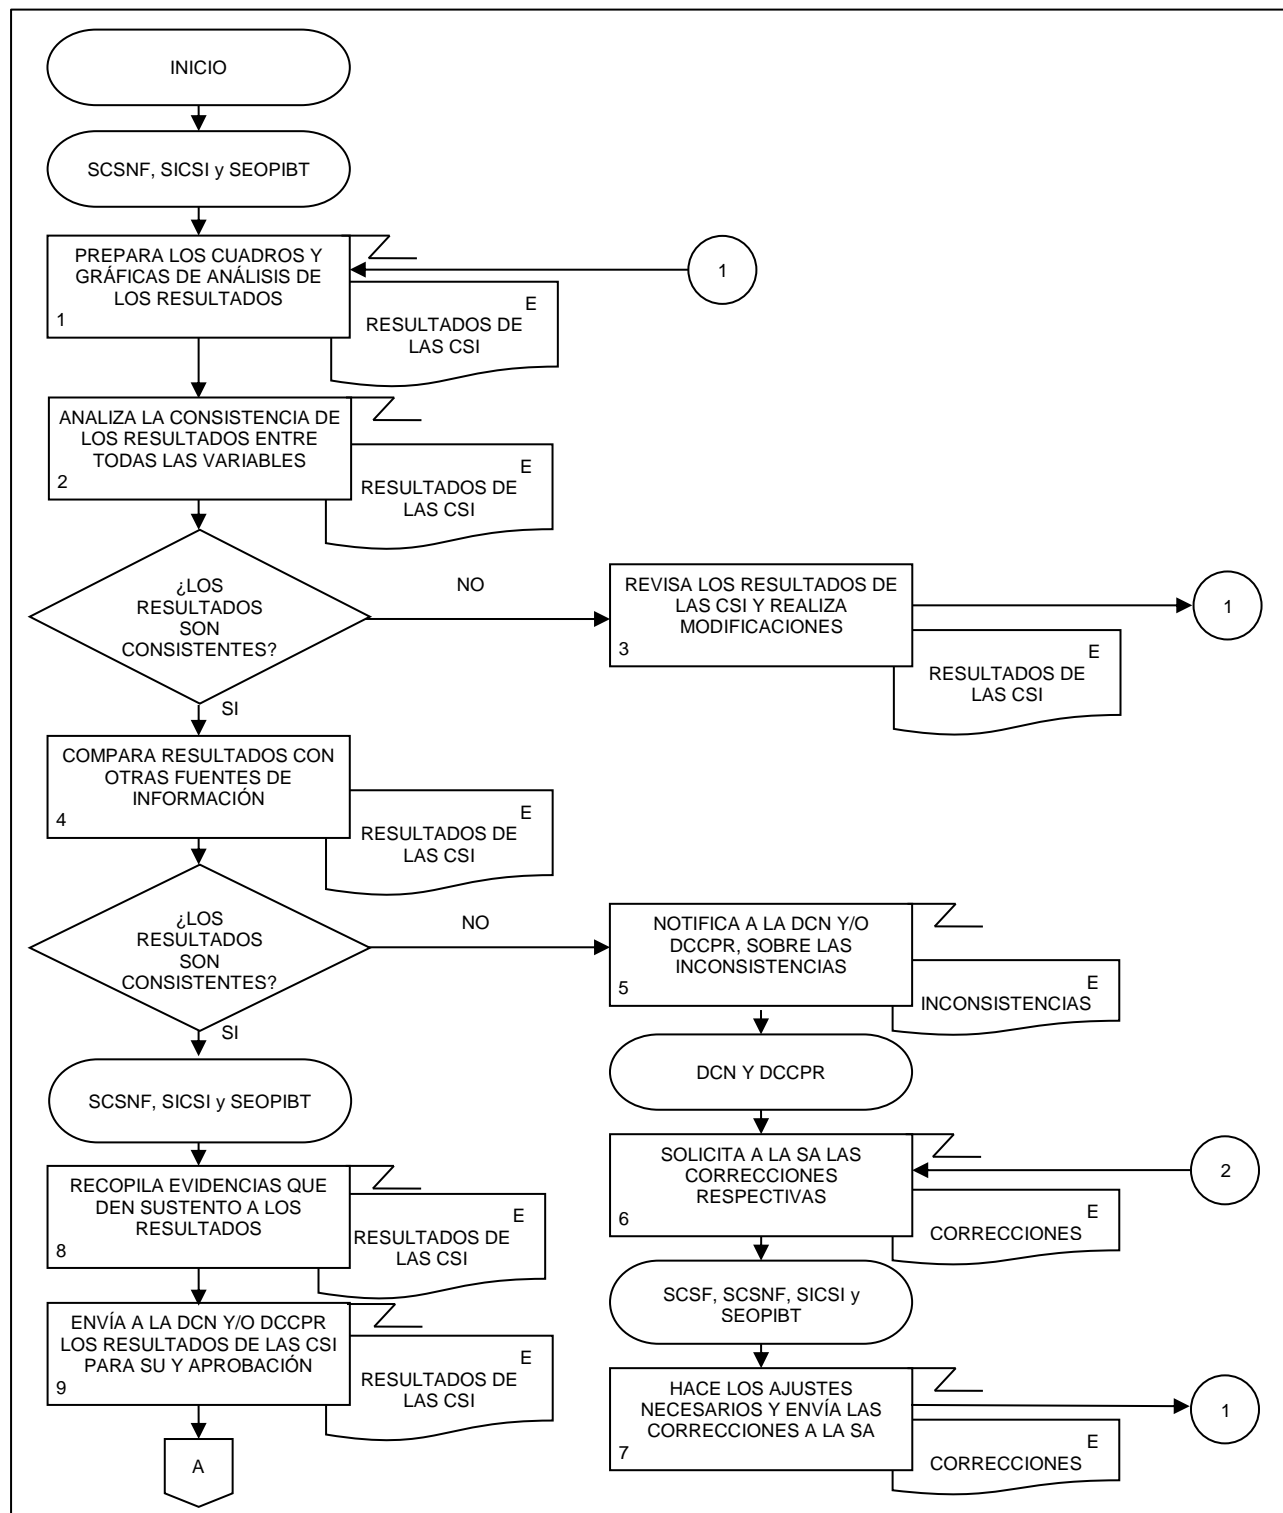 INICIO
SCSNF, SICSI y SEOPIBT
PREPARA LOS CUADROS Y
GRÁFICAS DE ANÁLISIS DE
LOS RESULTADOS
1
E
RESULTADOS DE
LAS CSI
1
ANALIZA LA CONSISTENCIA DE
LOS RESULTADOS ENTRE
TODAS LAS VARIABLES
2
E
RESULTADOS DE
LAS CSI
¿LOS
RESULTADOS
SON
CONSISTENTES?
NO
SI
REVISA LOS RESULTADOS DE
LAS CSI Y REALIZA
MODIFICACIONES
3
E
RESULTADOS DE
LAS CSI
1
COMPARA RESULTADOS CON
OTRAS FUENTES DE
INFORMACIÓN
4
E
RESULTADOS DE
LAS CSI
¿LOS
RESULTADOS
SON
CONSISTENTES?
NO
SI
NOTIFICA A LA DCN Y/O
DCCPR, SOBRE LAS
INCONSISTENCIAS
5
E
INCONSISTENCIAS
DCN Y DCCPR
SOLICITA A LA SA LAS
CORRECCIONES
RESPECTIVAS
6
E
CORRECCIONES
2
SCSF, SCSNF, SICSI y
SEOPIBT
HACE LOS AJUSTES
NECESARIOS Y ENVÍA LAS
CORRECCIONES A LA SA
7
E
CORRECCIONES
1
SCSNF, SICSI y SEOPIBT
RECOPILA EVIDENCIAS QUE
DEN SUSTENTO A LOS
RESULTADOS
8
E
RESULTADOS DE
LAS CSI
ENVÍA A LA DCN Y/O DCCPR
LOS RESULTADOS DE LAS CSI
PARA SU Y APROBACIÓN
9
E
RESULTADOS DE
LAS CSI
A